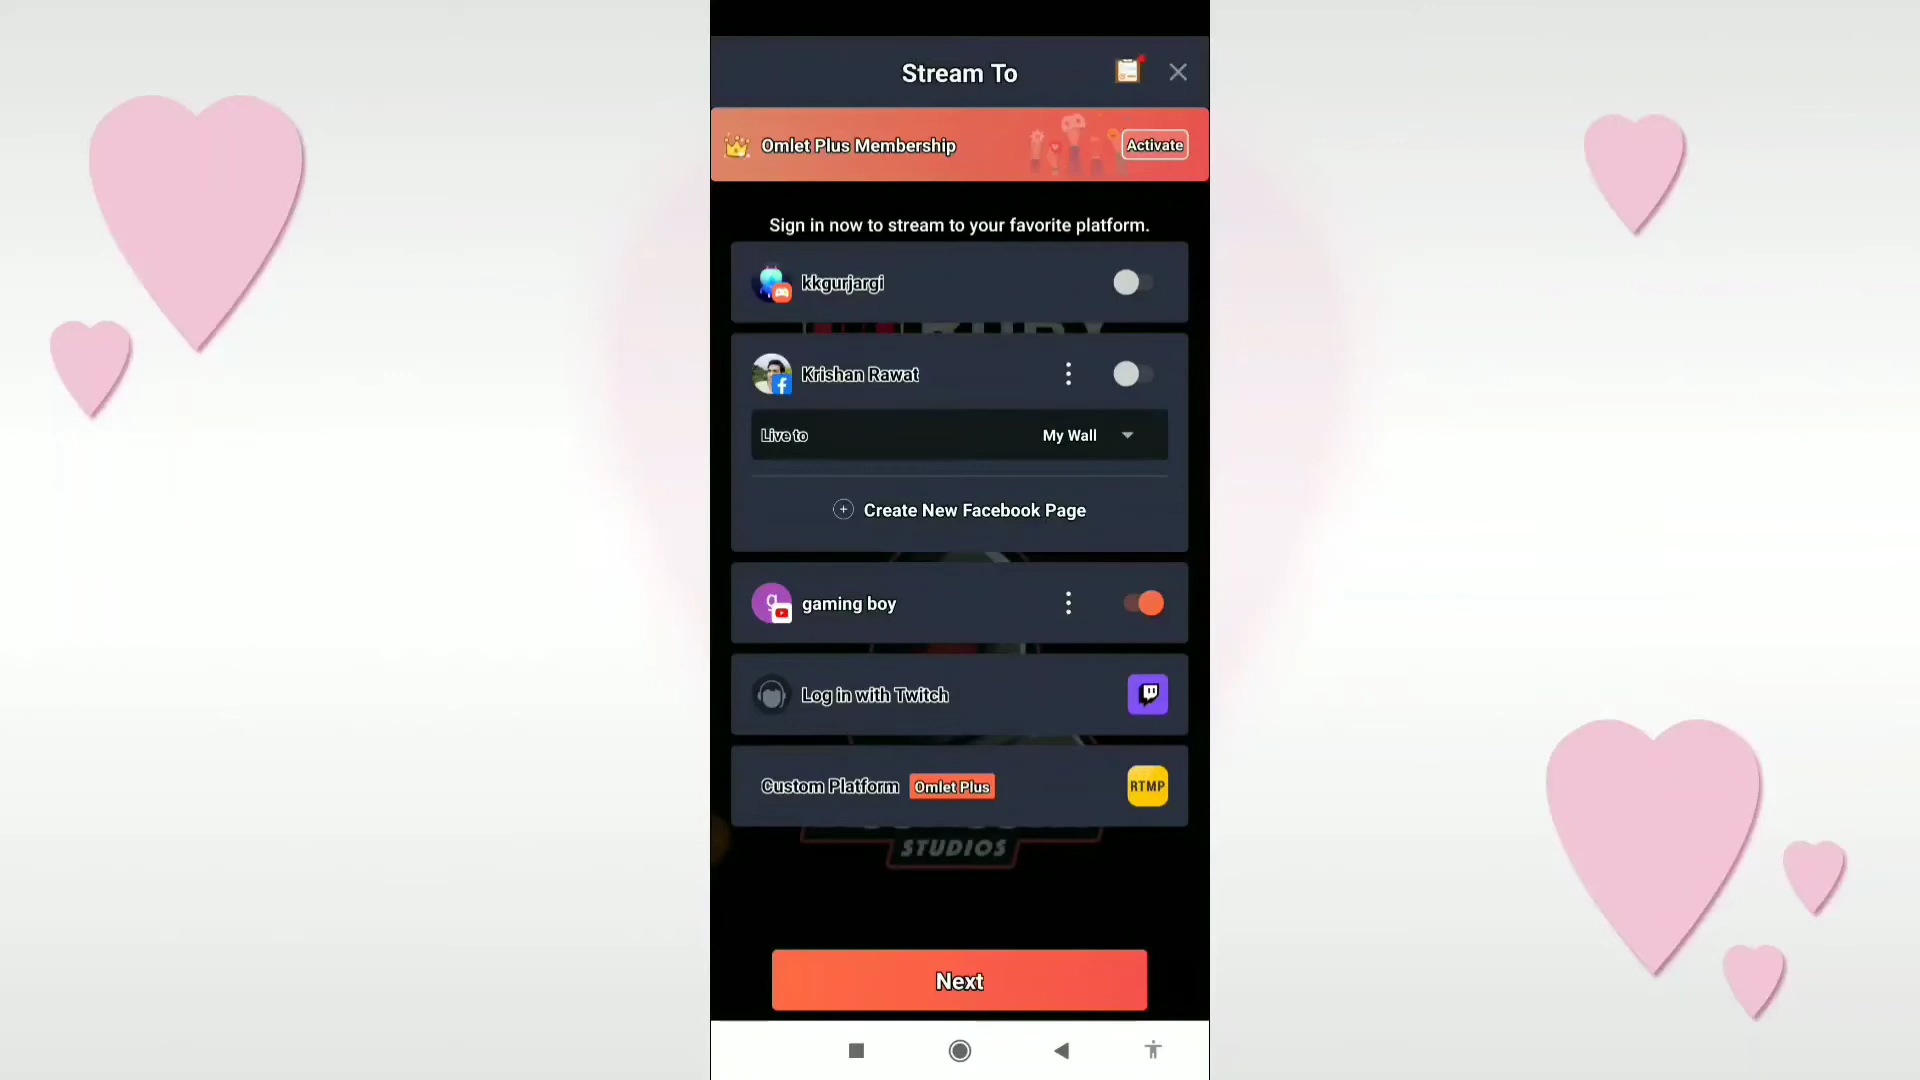 Stream To
Omlet Plus Membership
Activate
Sign in now to stream to your favorite platform.
kkgurjargi
Krishan Rawat
Live to
My Wall
Create New Facebook Page
g
gaming boy
Log in with Twitch
Custom Platform
Omlet Plus
RTMP
STUDIOS
Next